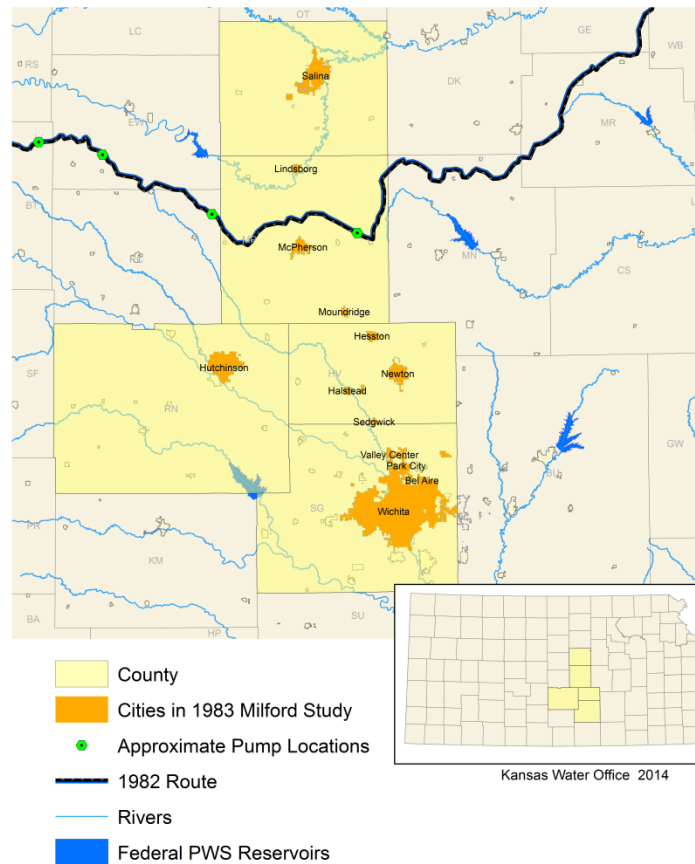 OT
LC
GE
WB
RS
Salina
DK
EW
MR
Lindsborg
BT
McPherson
MN
CS
Moundridge
Hesston
SF
Hutchinson
HV
Newton
Halstead
RN
Sedgwick
GW
Valley Center
Park City
BU
Bel Aire
SG
Wichita
PR
KM
BA
HP
SU
County
Cities in 1983 Milford Study
Approximate Pump Locations
1982 Route
Rivers
Federal PWS Reservoirs
Kansas Water Office 2014